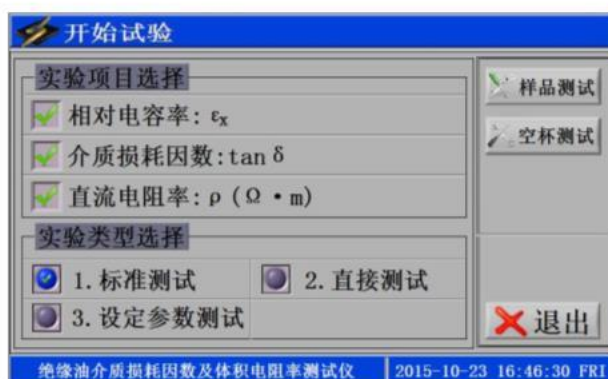 开始试验
实验项目选择
相对电容率: εx
介质损耗因数:tan δ
直流电阻率: ρ (Ω • m)
实验类型选择
1. 标准测试
2. 直接测试
3. 设定参数测试
样品测试
空杯测试
退出
绝缘油介质损耗因数及体积电阻率测试仪
2015-10-23 16:46:30 FRI